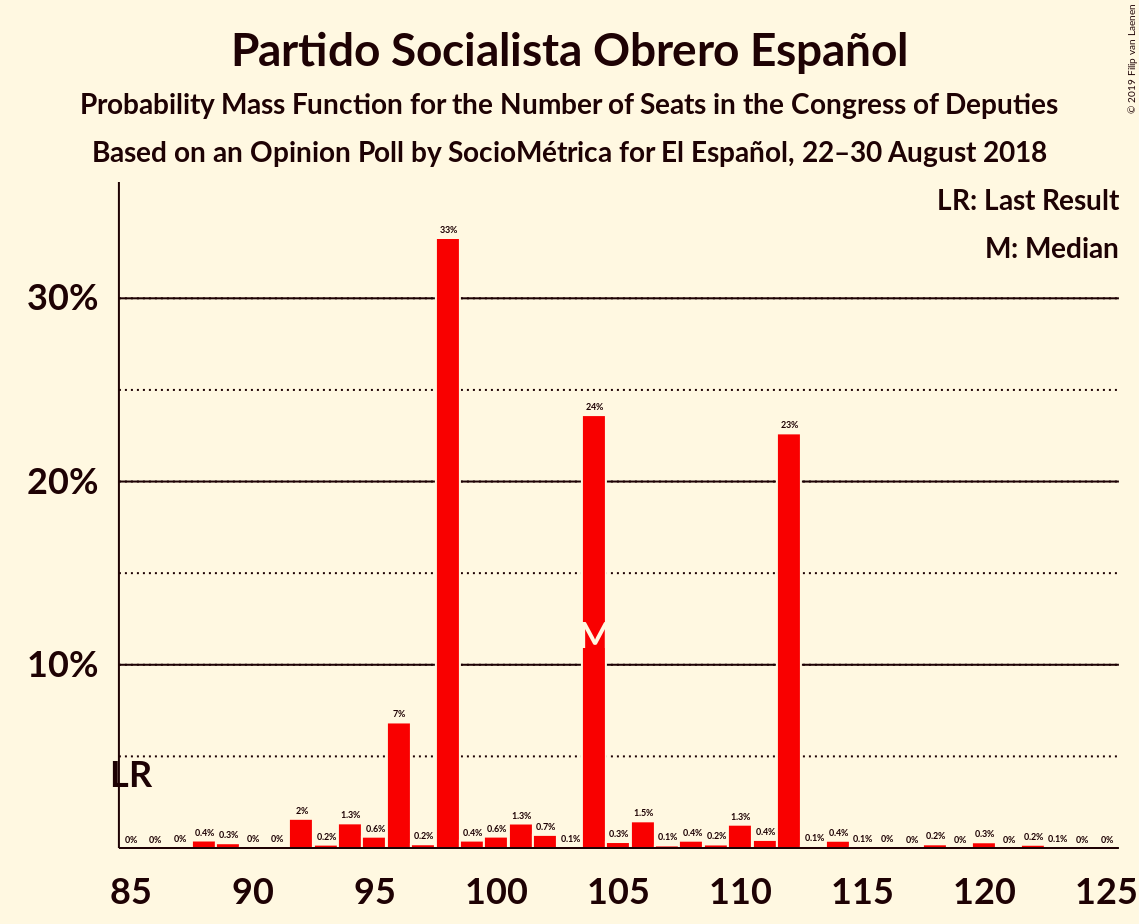 Partido Socialista Obrero Español
Probability Mass Function for the Number of Seats in the Congress of Deputies
Based on an Opinion Poll by SocioMétrica for El Español, 22–30 August 2018
© 2019 Filip van Laenen
LR: Last Result
M: Median
30%
20%
10%
LR
M
0% 0% 0% 0.4% 0.3% 0% 0% 2% 0.2% 1.3% 0.6% 7% 0.2% 33% 0.4% 0.6% 1.3% 0.7% 0.1% 24% 0.3% 1.5% 0.1% 0.4% 0.2% 1.3% 0.4% 23% 0.1% 0.4% 0.1% 0% 0% 0.2% 0% 0.3% 0% 0.2% 0.1% 0% 0%
85 90 95 100 105 110 115 120 125